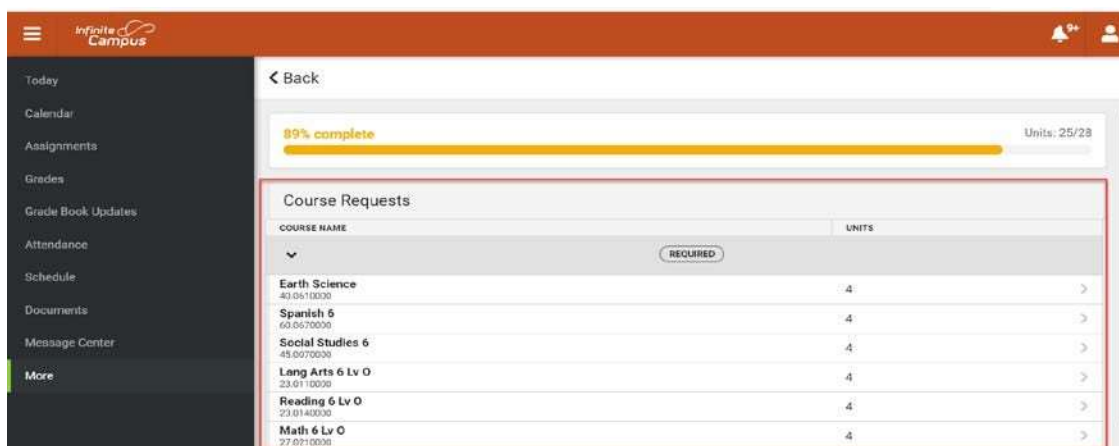 Infinite
Campus
9+
Today
Calendar
Assignments
Grades
Grade Book Updates
Attendance
Schedule
Documents
Message Center
More
Back
89% complete
Units: 25/28
Course Requests
COURSE NAME UNITS
REQUIRED
Earth Science
40.0610000
4
Spanish 6
60.0670000
4
Social Studies 6
45.0070000
4
Lang Arts 6 Lv O
23.0110000
4
Reading 6 Lv O
23.0140000
4
Math 6 Lv O
27.0210000
4